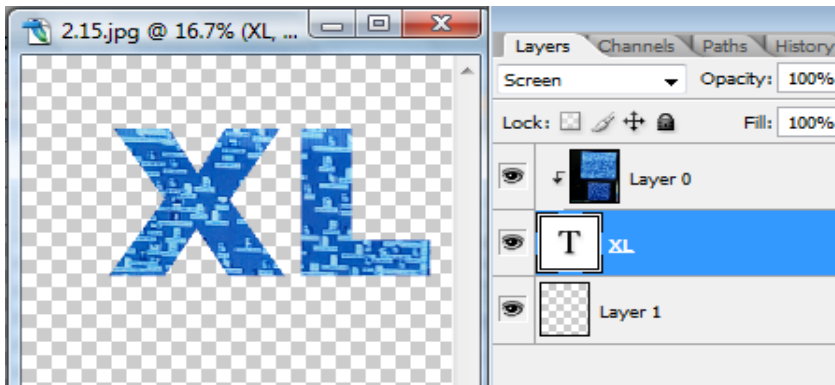 2.15.jpg @ 16.7% (XL, ...
XL
Layers Channels Paths History
Screen Opacity: 100%
Lock: Fill: 100%
Layer 0
T XL
Layer 1